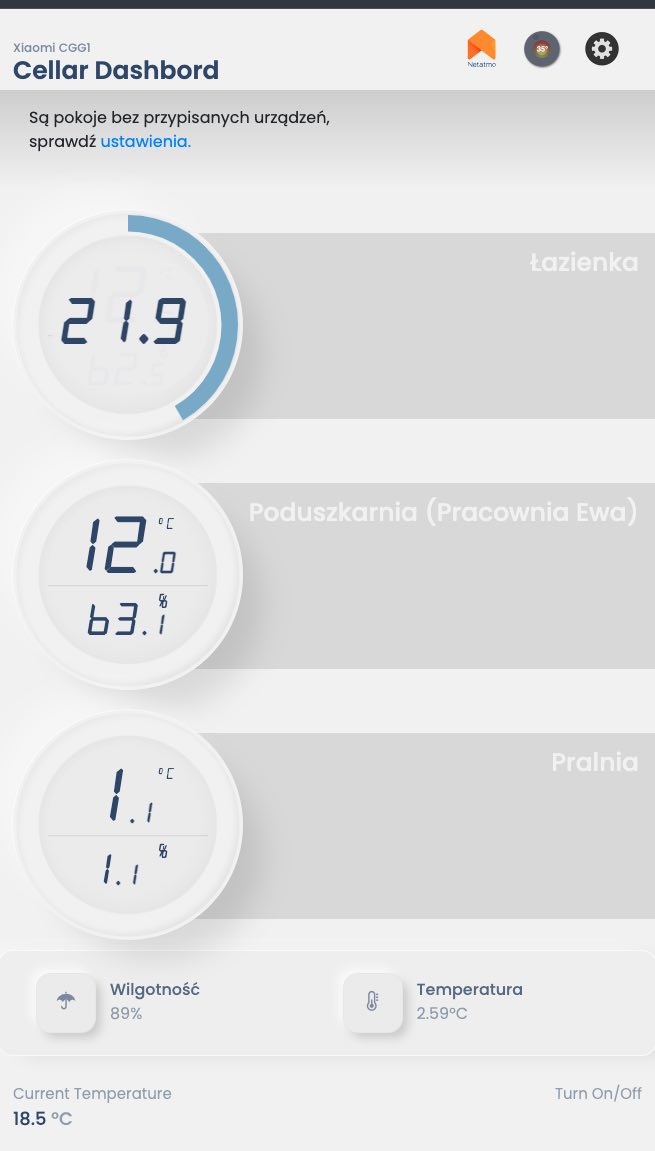 Xiaomi CGG1
Cellar Dashbord
Netatmo
35°
Są pokoje bez przypisanych urządzeń,
sprawdź ustawienia.
Łazienka
21.9
Poduszkarnia (Pracownia Ewa)
12.0 °C
63.1 %
Pralnia
1.1 °C
1.1 %
Wilgotność
89%
Temperatura
2.59°C
Current Temperature
18.5 °C
Turn On/Off